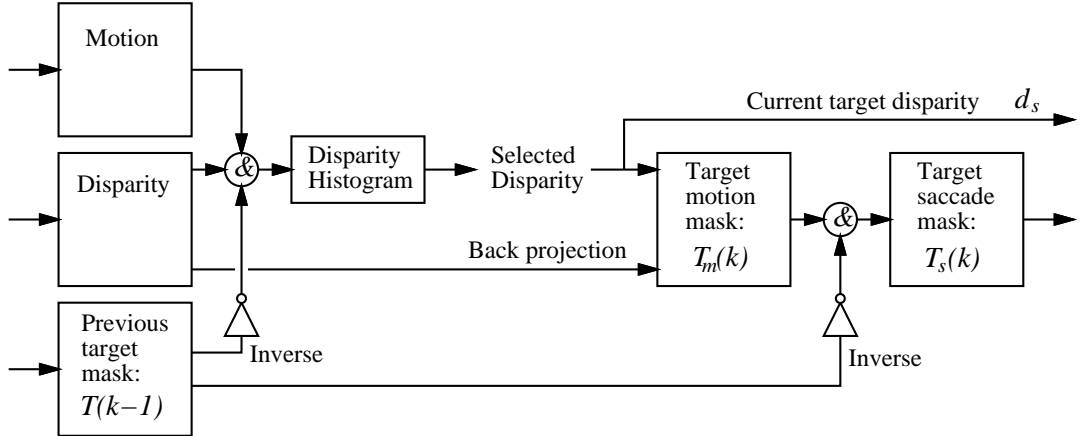 Motion
Current target disparity d_s
Disparity
&
Disparity
Histogram
Selected
Disparity
Target
motion
mask:
T_m(k)
&
Target
saccade
mask:
T_s(k)
Back projection
Previous
target
mask:
T(k−1)
Inverse
Inverse